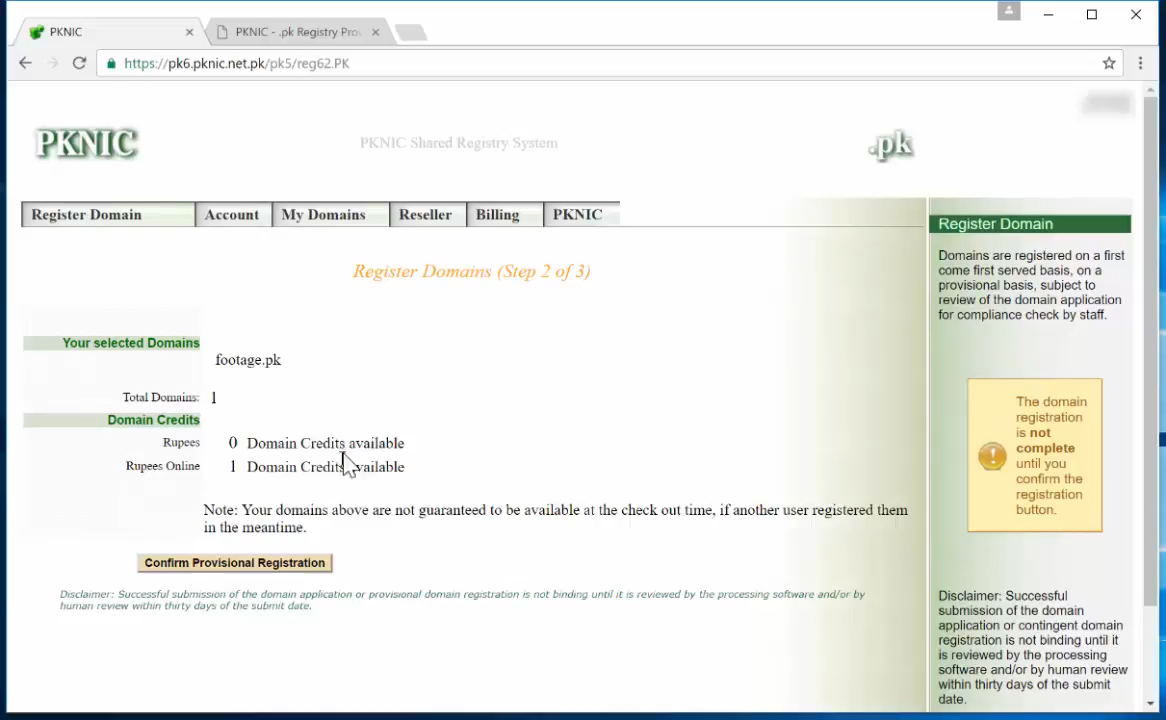 PKNIC
PKNIC - .pk Registry Pro
https://pk6.pknic.net.pk/pk5/reg62.PK
PKNIC
PKNIC Shared Registry System
.pk
Register Domain
Account
My Domains
Reseller
Billing
PKNIC
Register Domains (Step 2 of 3)
Your selected Domains
footage.pk
Total Domains: 1
Domain Credits
Rupees 0 Domain Credits available
Rupees Online 1 Domain Credits available
Note: Your domains above are not guaranteed to be available at the check out time, if another user registered them
in the meantime.
Confirm Provisional Registration
Disclaimer: Successful submission of the domain application or provisional domain registration is not binding until it is reviewed by the processing software and/or by
human review within thirty days of the submit date.
Register Domain
Domains are registered on a first
come first served basis, on a
provisional basis, subject to
review of the domain application
for compliance check by staff.
The domain
registration
is not
complete
until you
confirm the
registration
button.
Disclaimer: Successful
submission of the domain
application or contingent domain
registration is not binding until it
is reviewed by the processing
software and/or by human review
within thirty days of the submit
date.